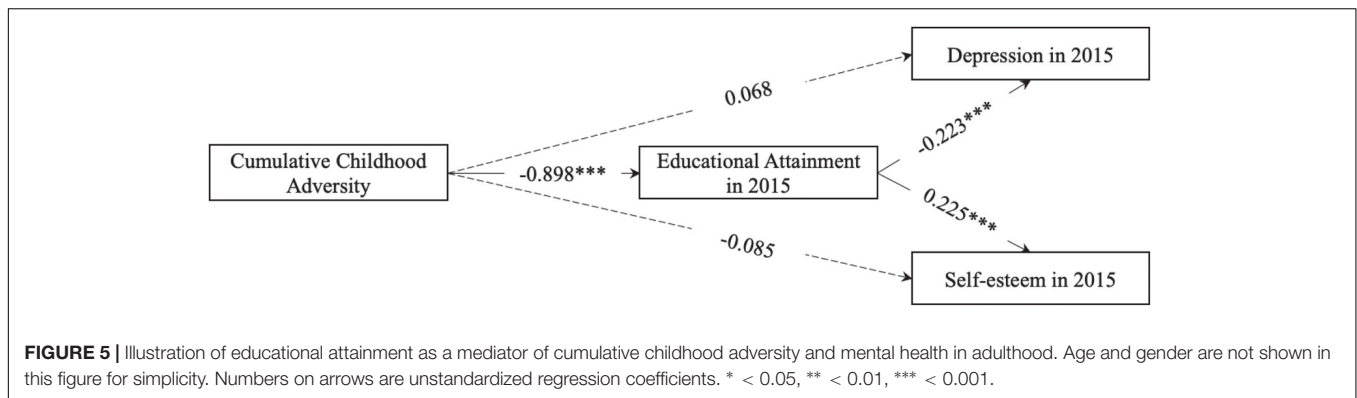 Depression in 2015
0.068
-0.223***
Cumulative Childhood
Adversity
-0.898***
Educational Attainment
in 2015
0.225***
-0.085
Self-esteem in 2015
FIGURE 5 | Illustration of educational attainment as a mediator of cumulative childhood adversity and mental health in adulthood. Age and gender are not shown in
this figure for simplicity. Numbers on arrows are unstandardized regression coefficients. * < 0.05, ** < 0.01, *** < 0.001.